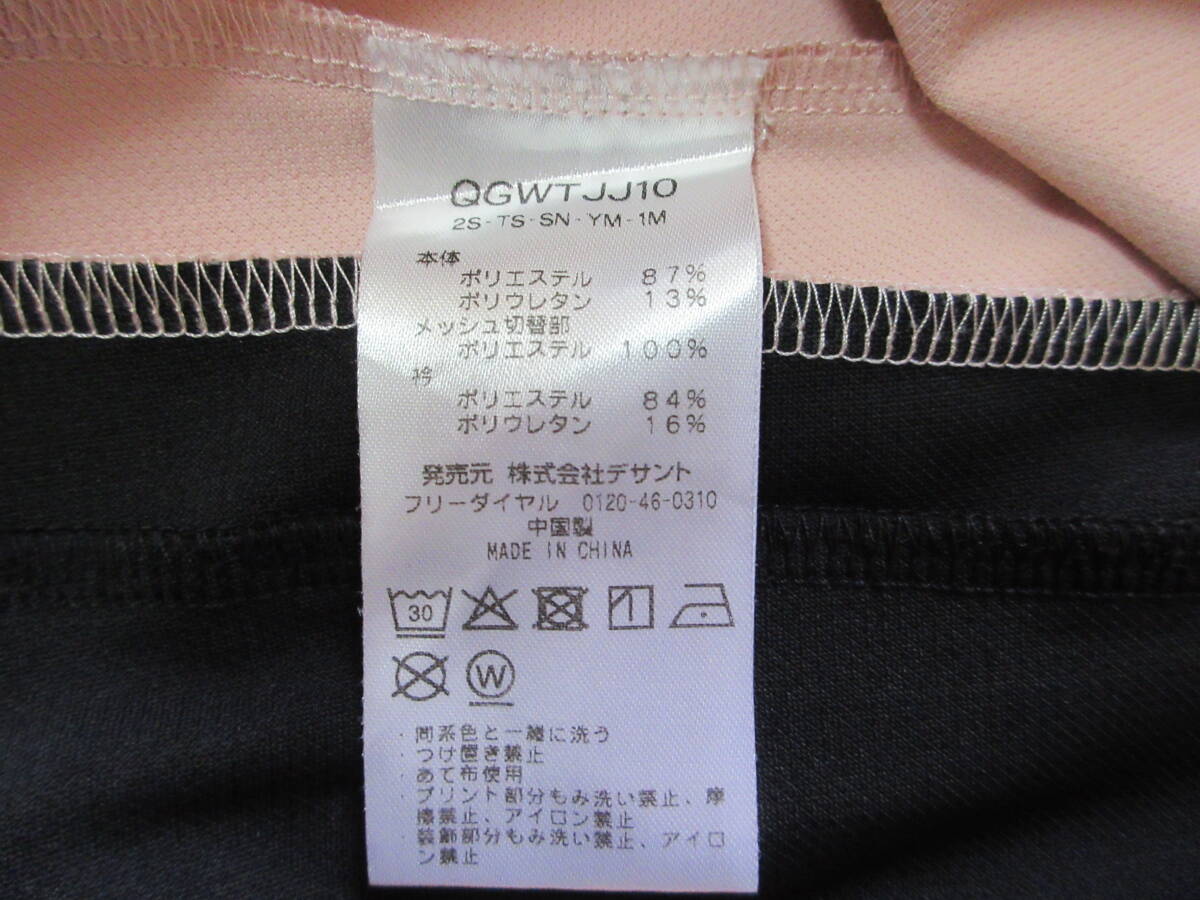 QGWTJJ10
2S-TS-SN-YM-1M
本体
ポリエステル 87%
ポリウレタン 13%
メッシュ切替部
ポリエステル 100%
衿
ポリエステル 84%
ポリウレタン 16%
発売元 株式会社デサント
フリーダイヤル 0120-46-0310
中国製
MADE IN CHINA
30
W
・同系色と一緒に洗う
・つけ置き禁止
・あて布使用
・プリント部分もみ洗い禁止、摩
擦禁止、アイロン禁止
・装飾部分もみ洗い禁止、アイロ
ン禁止